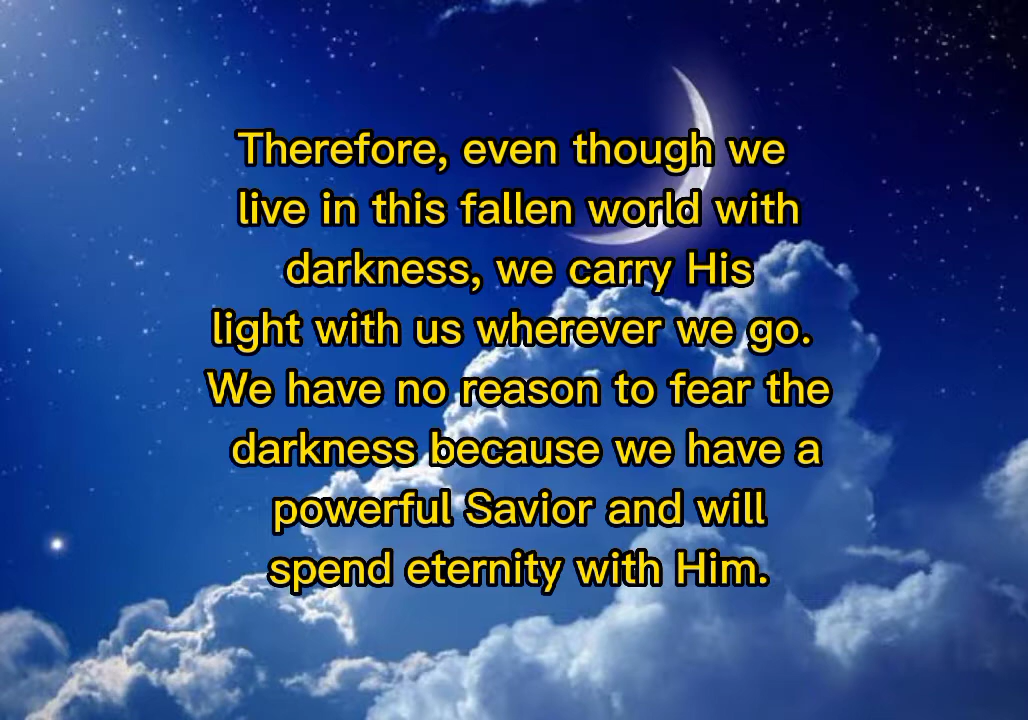 Therefore, even though we
live in this fallen world with
darkness, we carry His
light with us wherever we go.
We have no reason to fear the
darkness because we have a
powerful Savior and will
spend eternity with Him.